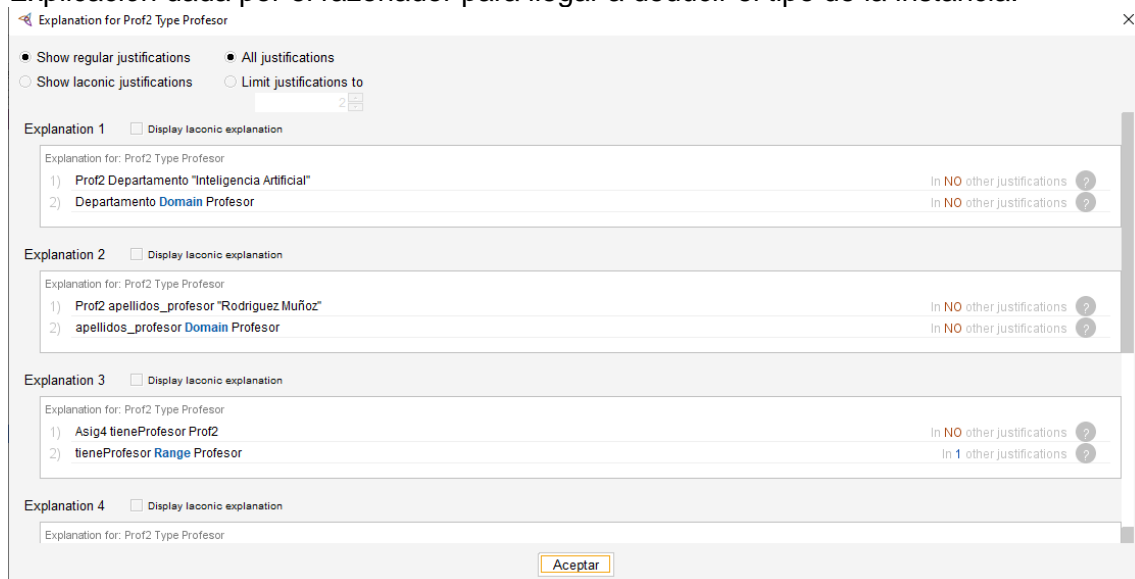 Explicación dada por el razonador para llegar a deducir el tipo de la instancia.
Explanation for Prof2 Type Profesor
Show regular justifications All justifications
Show laconic justifications Limit justifications to
2
Explanation 1 Display laconic explanation
Explanation for: Prof2 Type Profesor
1) Prof2 Departamento "Inteligencia Artificial" In NO other justifications ?
2) Departamento Domain Profesor In NO other justifications ?
Explanation 2 Display laconic explanation
Explanation for: Prof2 Type Profesor
1) Prof2 apellidos_profesor "Rodriguez Muñoz" In NO other justifications ?
2) apellidos_profesor Domain Profesor In NO other justifications ?
Explanation 3 Display laconic explanation
Explanation for: Prof2 Type Profesor
1) Asig4 tieneProfesor Prof2 In NO other justifications ?
2) tieneProfesor Range Profesor In 1 other justifications ?
Explanation 4 Display laconic explanation
Explanation for: Prof2 Type Profesor
Aceptar